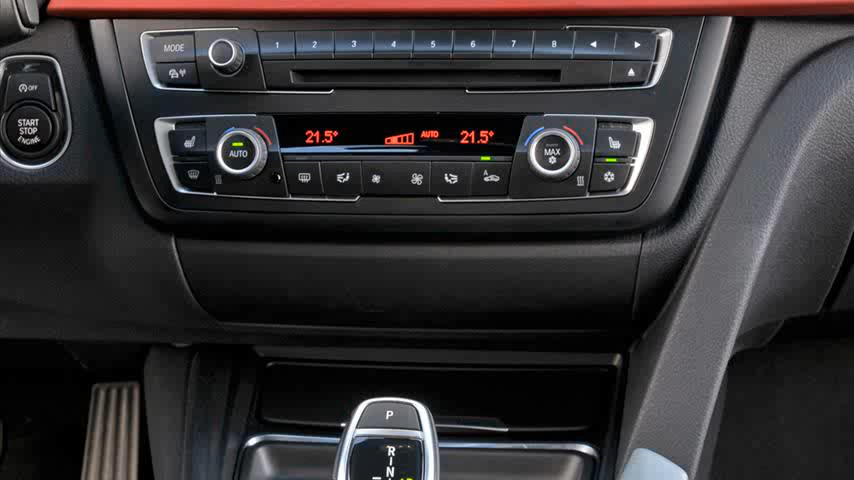 MODE
1 2 3 4 5 6 7 8
OFF
START
STOP
ENGINE
21.5° AUTO 21.5°
AUTO
MAX
A
P
R
N